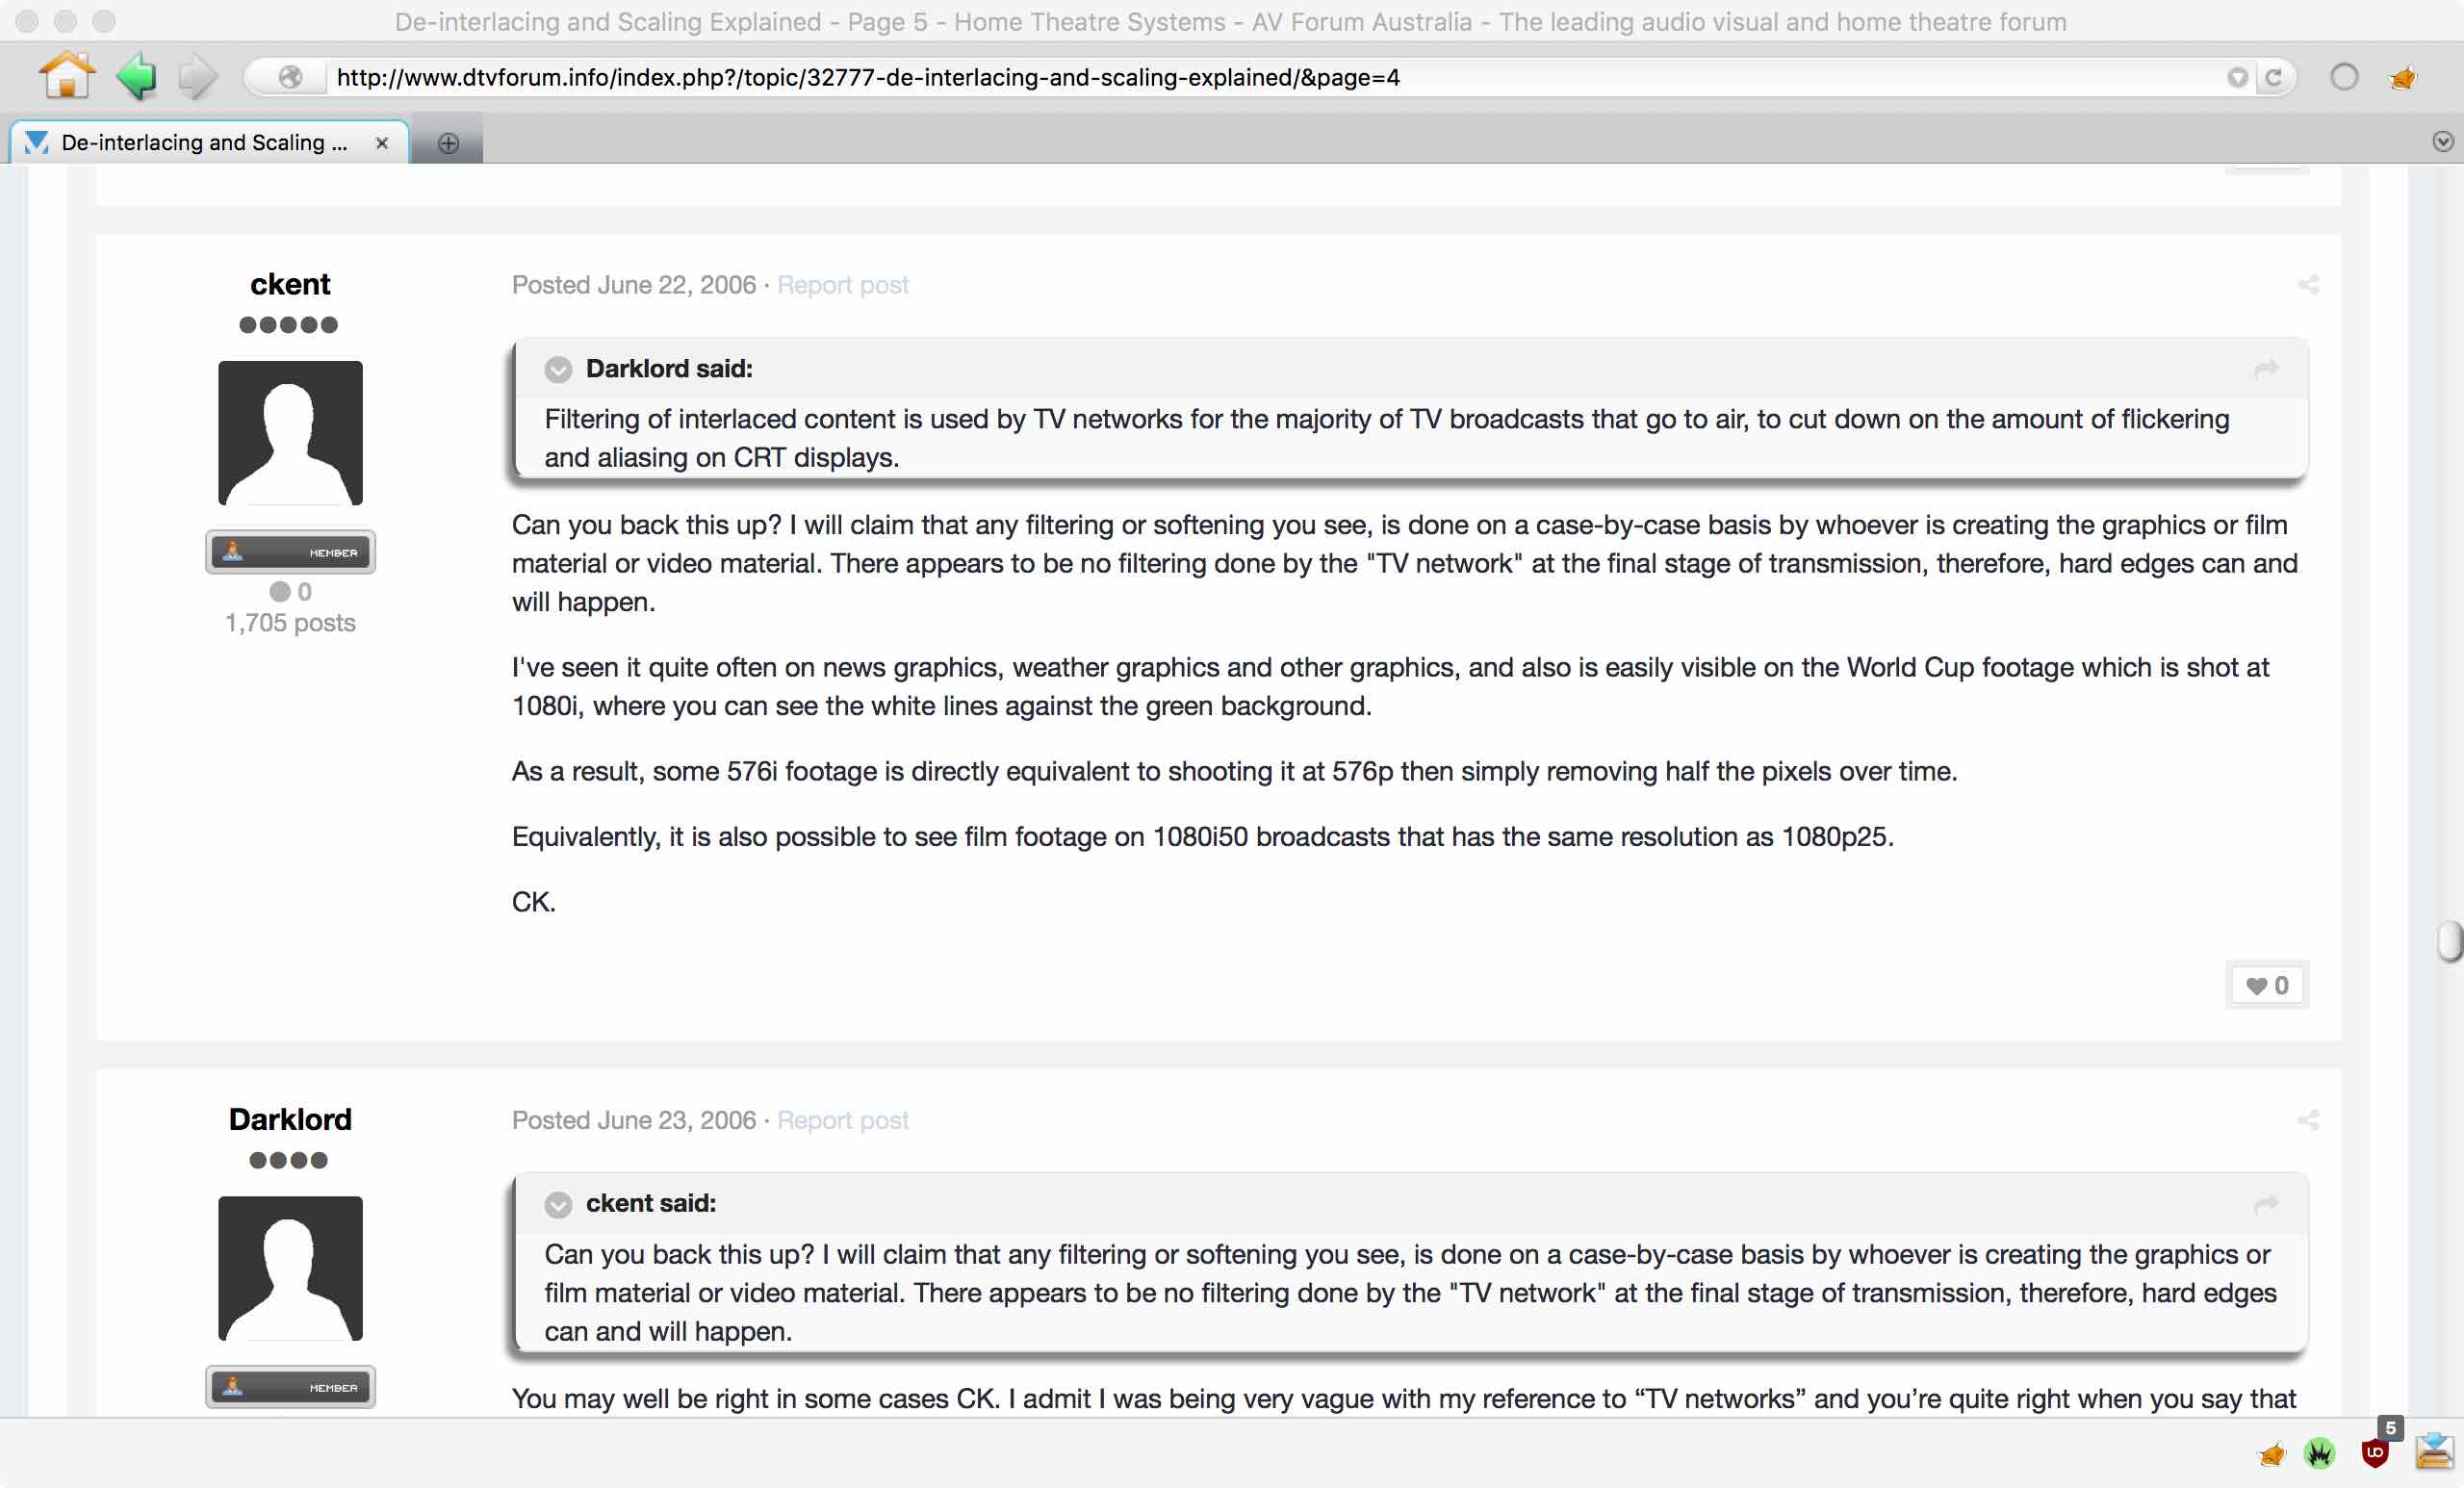 De-interlacing and Scaling Explained - Page 5 - Home Theatre Systems - AV Forum Australia - The leading audio visual and home theatre forum
http://www.dtvforum.info/index.php?/topic/32777-de-interlacing-and-scaling-explained/&page=4
De-interlacing and Scaling ...
ckent
MEMBER
0
1,705 posts
Posted June 22, 2006 · Report post
Darklord said:
Filtering of interlaced content is used by TV networks for the majority of TV broadcasts that go to air, to cut down on the amount of flickering
and aliasing on CRT displays.
Can you back this up? I will claim that any filtering or softening you see, is done on a case-by-case basis by whoever is creating the graphics or film
material or video material. There appears to be no filtering done by the "TV network" at the final stage of transmission, therefore, hard edges can and
will happen.
I've seen it quite often on news graphics, weather graphics and other graphics, and also is easily visible on the World Cup footage which is shot at
1080i, where you can see the white lines against the green background.
As a result, some 576i footage is directly equivalent to shooting it at 576p then simply removing half the pixels over time.
Equivalently, it is also possible to see film footage on 1080i50 broadcasts that has the same resolution as 1080p25.
CK.
0
Darklord
MEMBER
Posted June 23, 2006 · Report post
ckent said:
Can you back this up? I will claim that any filtering or softening you see, is done on a case-by-case basis by whoever is creating the graphics or
film material or video material. There appears to be no filtering done by the "TV network" at the final stage of transmission, therefore, hard edges
can and will happen.
You may well be right in some cases CK. I admit I was being very vague with my reference to “TV networks” and you’re quite right when you say that
5